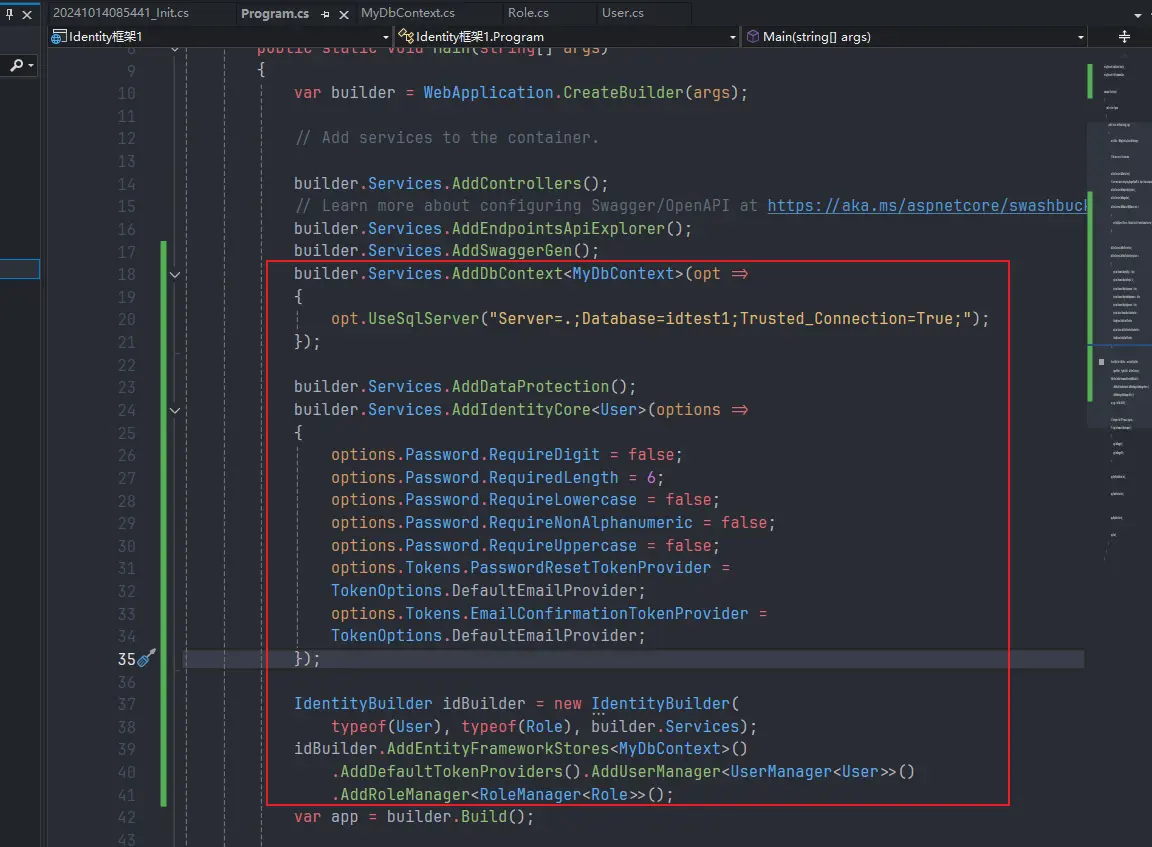 20241014085441_Init.cs Program.cs MyDbContext.cs Role.cs User.cs
Identity框架1 Identity框架1.Program Main(string[] args)
8 public static void Main(string[] args)
9 {
10 var builder = WebApplication.CreateBuilder(args);
11
12 // Add services to the container.
13
14 builder.Services.AddControllers();
15 // Learn more about configuring Swagger/OpenAPI at https://aka.ms/aspnetcore/swashbuck
16 builder.Services.AddEndpointsApiExplorer();
17 builder.Services.AddSwaggerGen();
18 builder.Services.AddDbContext<MyDbContext>(opt =>
19 {
20 opt.UseSqlServer("Server=.;Database=idtest1;Trusted_Connection=True;");
21 });
22
23 builder.Services.AddDataProtection();
24 builder.Services.AddIdentityCore<User>(options =>
25 {
26 options.Password.RequireDigit = false;
27 options.Password.RequiredLength = 6;
28 options.Password.RequireLowercase = false;
29 options.Password.RequireNonAlphanumeric = false;
30 options.Password.RequireUppercase = false;
31 options.Tokens.PasswordResetTokenProvider =
32 TokenOptions.DefaultEmailProvider;
33 options.Tokens.EmailConfirmationTokenProvider =
34 TokenOptions.DefaultEmailProvider;
35 });
36
37 IdentityBuilder idBuilder = new IdentityBuilder(
38 typeof(User), typeof(Role), builder.Services);
39 idBuilder.AddEntityFrameworkStores<MyDbContext>()
40 .AddDefaultTokenProviders().AddUserManager<UserManager<User>>()
41 .AddRoleManager<RoleManager<Role>>();
42 var app = builder.Build();
43